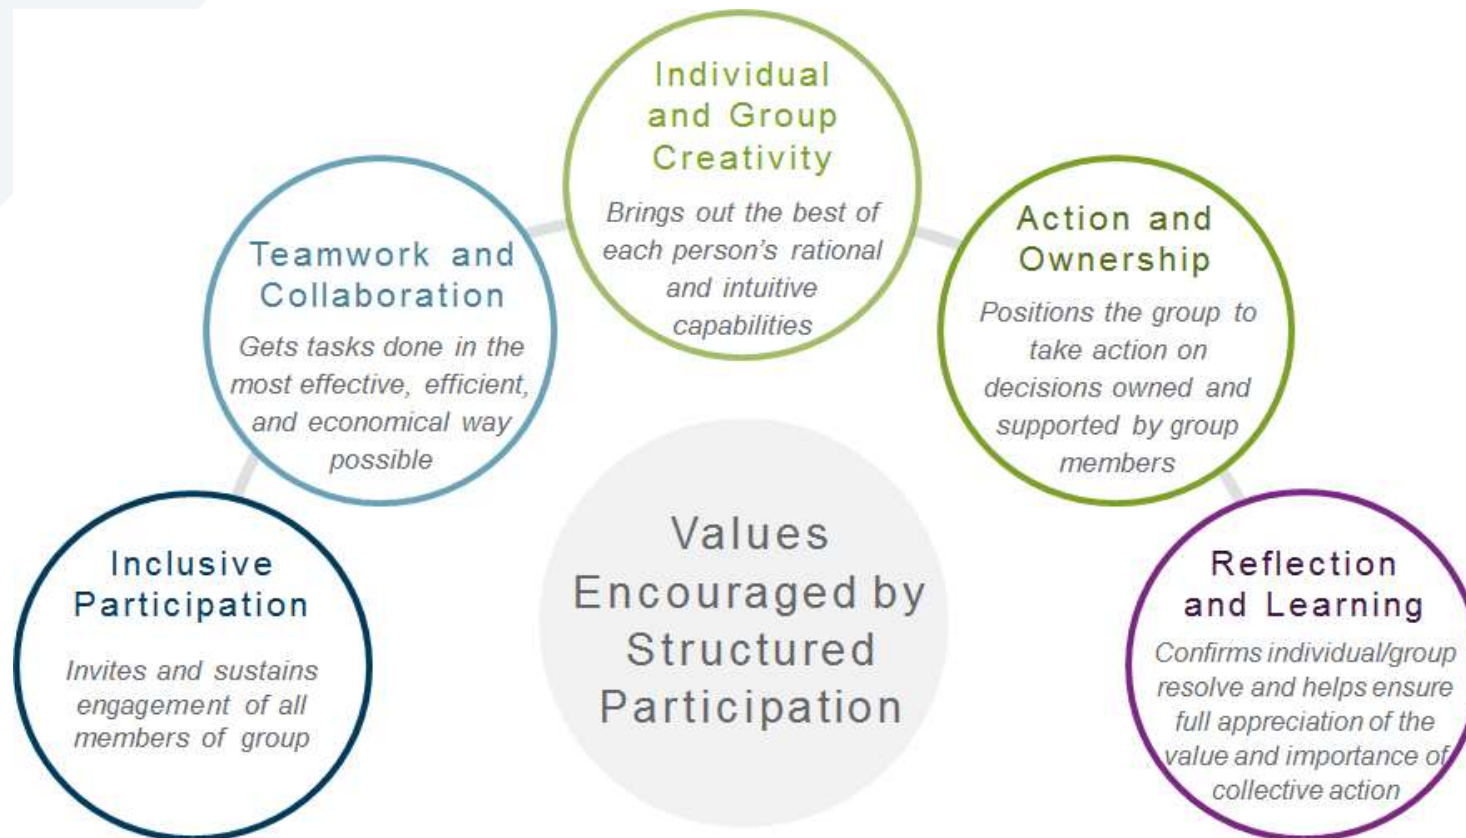 Inclusive
Participation
Invites and sustains
engagement of all
members of group
Teamwork and
Collaboration
Gets tasks done in the
most effective, efficient,
and economical way
possible
Individual
and Group
Creativity
Brings out the best of
each person's rational
and intuitive
capabilities
Action and
Ownership
Positions the group to
take action on
decisions owned and
supported by group
members
Reflection
and Learning
Confirms individual/group
resolve and helps ensure
full appreciation of the
value and importance of
collective action
Values
Encouraged by
Structured
Participation